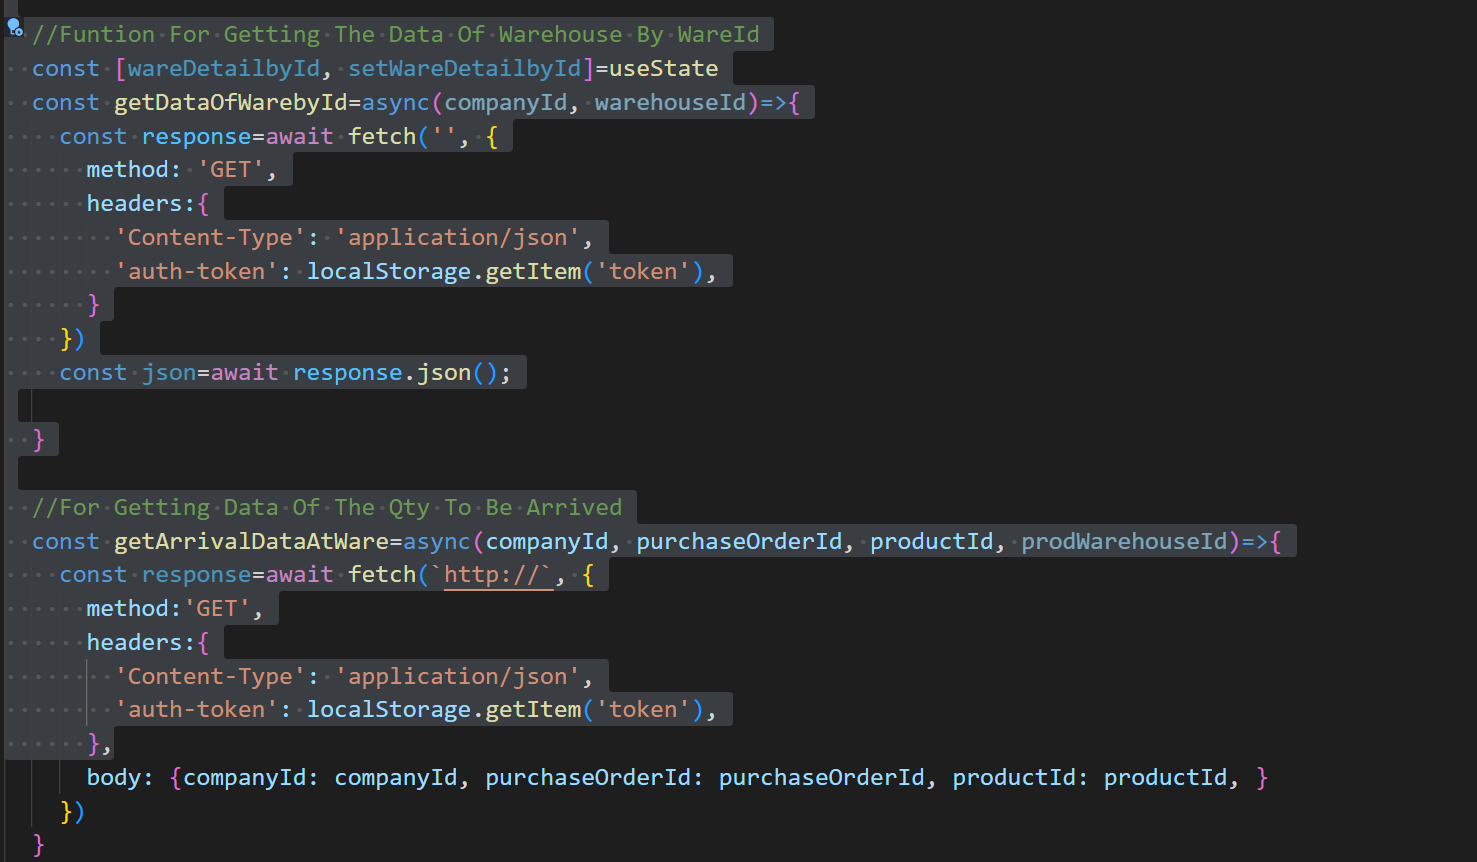 //Funtion For Getting The Data Of Warehouse By WareId
const [wareDetailbyId, setWareDetailbyId]=useState
const getDataOfWarebyId=async(companyId, warehouseId)=>{
const response=await fetch('', {
method: 'GET',
headers:{
'Content-Type': 'application/json',
'auth-token': localStorage.getItem('token'),
}
})
const json=await response.json();
}
//For Getting Data Of The Qty To Be Arrived
const getArrivalDataAtWare=async(companyId, purchaseOrderId, productId, prodWarehouseId)=>{
const response=await fetch(`http://`, {
method:'GET',
headers:{
'Content-Type': 'application/json',
'auth-token': localStorage.getItem('token'),
},
body: {companyId: companyId, purchaseOrderId: purchaseOrderId, productId: productId, }
})
}